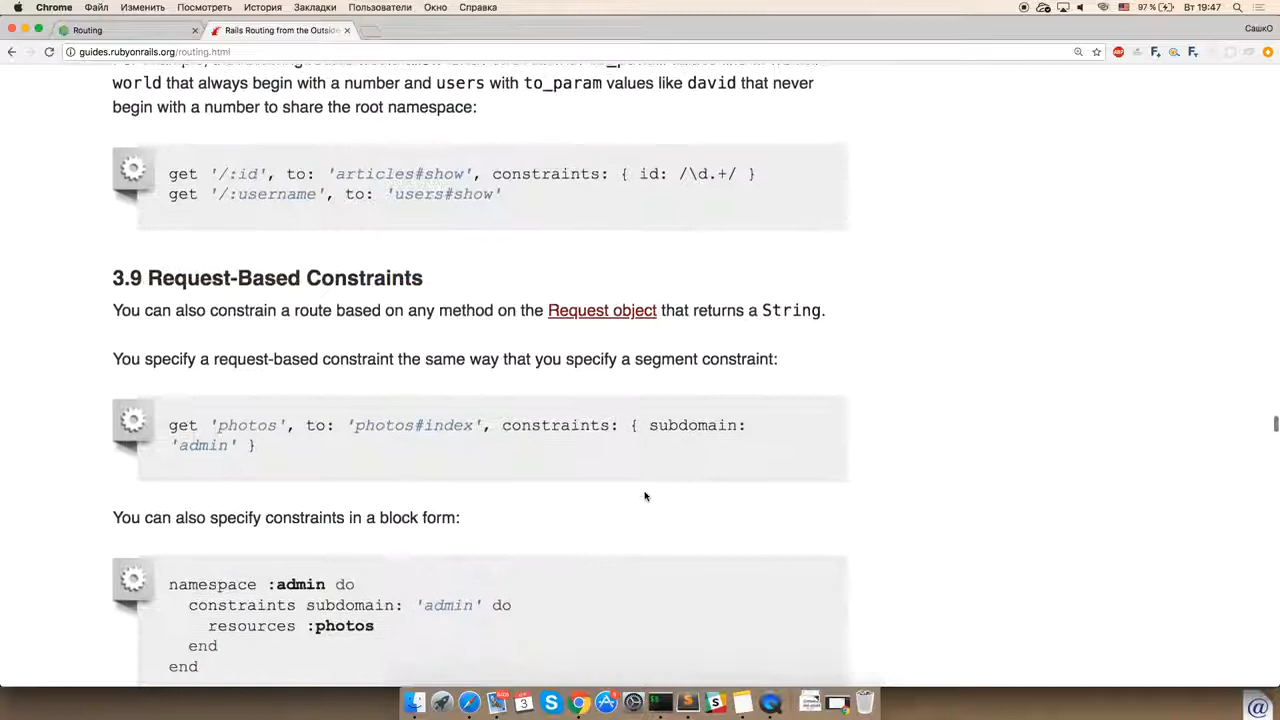 Chrome Файл Изменить Посмотреть История Закладки Пользователи Окно Справка 97 % Вт 19:47
Routing Rails Routing from the Outside СашкО
guides.rubyonrails.org/routing.html
world that always begin with a number and users with to_param values like david that never
begin with a number to share the root namespace:
get '/:id', to: 'articles#show', constraints: { id: /\d.+/ }
get '/:username', to: 'users#show'
3.9 Request-Based Constraints
You can also constrain a route based on any method on the Request object that returns a String.
You specify a request-based constraint the same way that you specify a segment constraint:
get 'photos', to: 'photos#index', constraints: { subdomain:
'admin' }
You can also specify constraints in a block form:
namespace :admin do
constraints subdomain: 'admin' do
resources :photos
end
end